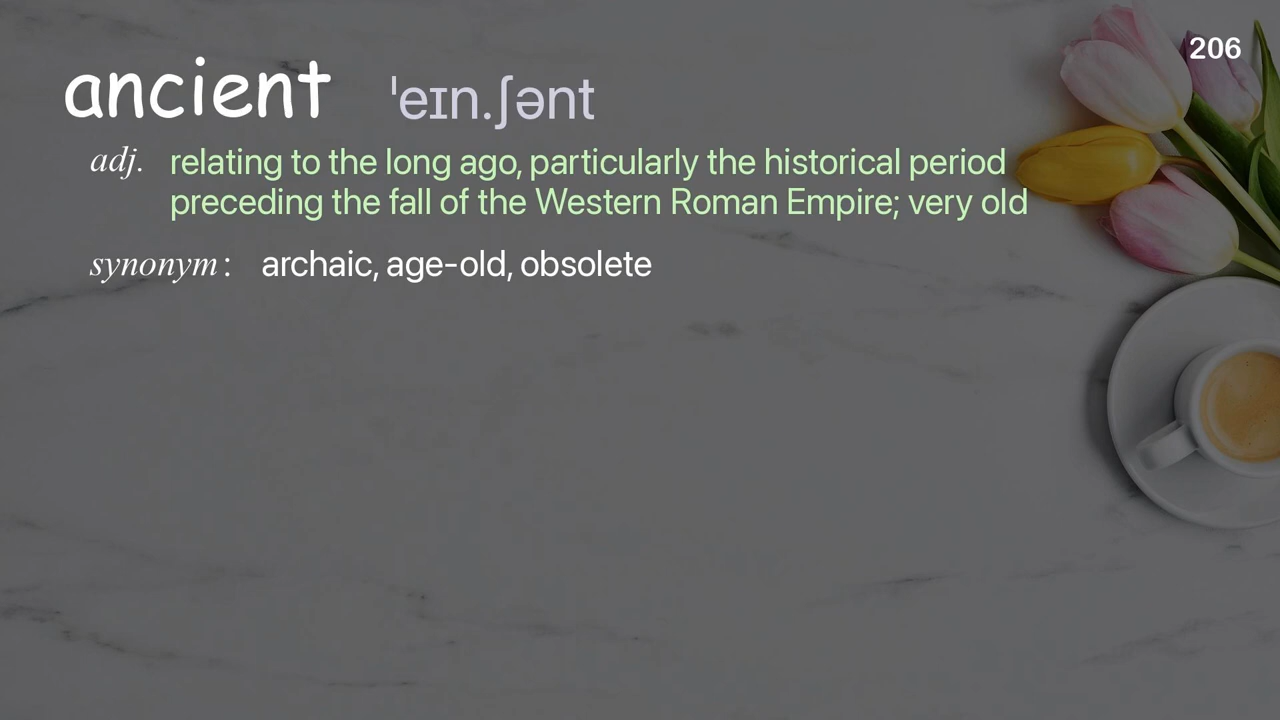 206
ancient ˈeɪn.ʃənt
adj. relating to the long ago, particularly the historical period
preceding the fall of the Western Roman Empire; very old
synonym : archaic, age-old, obsolete